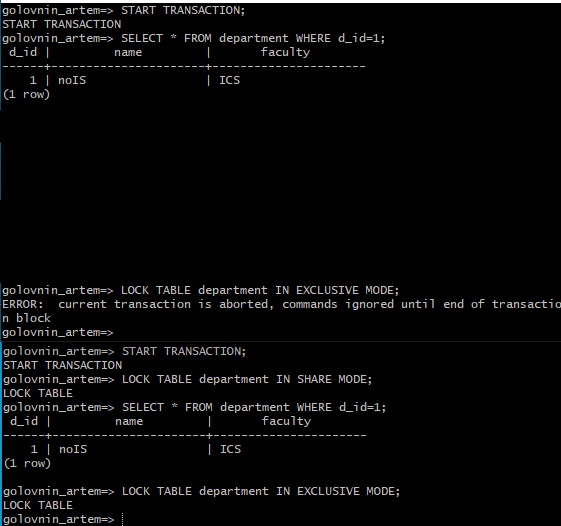 golovnin_artem=> START TRANSACTION;
START TRANSACTION
golovnin_artem=> SELECT * FROM department WHERE d_id=1;
 d_id |         name          |       faculty
------+-----------------------+----------------------
    1 | noIS                  | ICS
(1 row)
golovnin_artem=> LOCK TABLE department IN EXCLUSIVE MODE;
ERROR:  current transaction is aborted, commands ignored until end of transactio
n block
golovnin_artem=>
golovnin_artem=> START TRANSACTION;
START TRANSACTION
golovnin_artem=> LOCK TABLE department IN SHARE MODE;
LOCK TABLE
golovnin_artem=> SELECT * FROM department WHERE d_id=1;
 d_id |         name          |       faculty
------+-----------------------+----------------------
    1 | noIS                  | ICS
(1 row)
golovnin_artem=> LOCK TABLE department IN EXCLUSIVE MODE;
LOCK TABLE
golovnin_artem=>